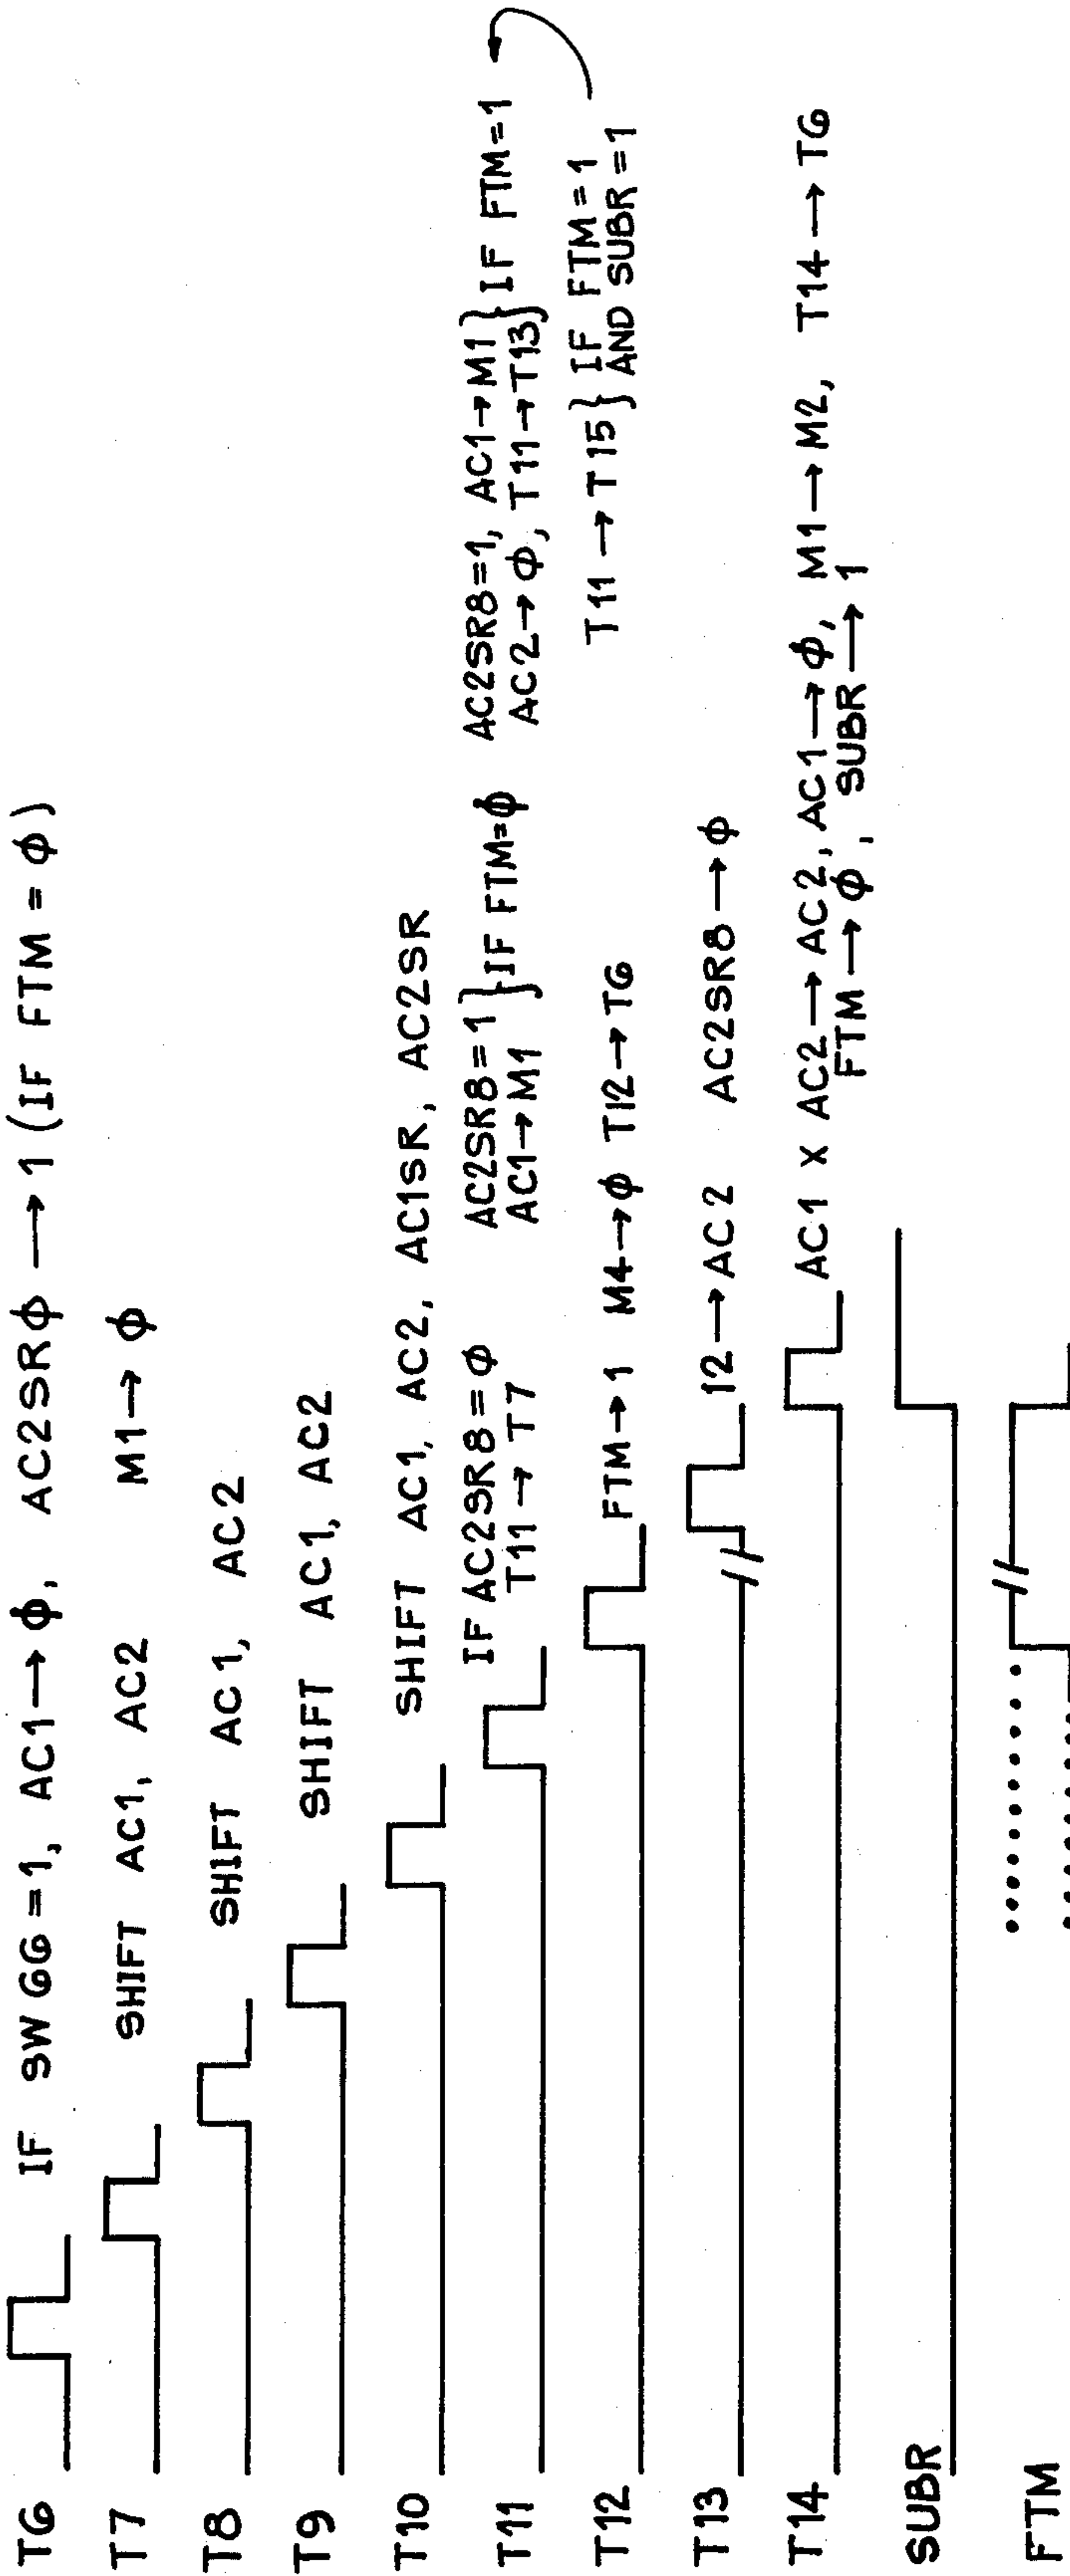 T6 IF SW 66 = 1, AC1 → ϕ, AC2SRϕ → 1 (IF FTM = ϕ)
T7 SHIFT AC1, AC2 M1 → ϕ
T8 SHIFT AC1, AC2
T9 SHIFT AC1, AC2
T10 SHIFT AC1, AC2, AC1SR, AC2SR
T11 IF AC2SR8 = ϕ AC2SR8 = 1 } IF FTM = ϕ AC2SR8 = 1, AC1 → M1 } IF FTM = 1
T11 → T7 AC1 → M1 AC2 → ϕ, T11 → T13
T12 FTM → 1 M4 → ϕ T12 → T6 T11 → T15 } IF FTM = 1
AND SUBR = 1
T13 12 → AC2 AC2SR8 → ϕ
T14 AC1 X AC2 → AC2, AC1 → ϕ, M1 → M2, T14 → T6
FTM → ϕ, SUBR → 1
SUBR
FTM